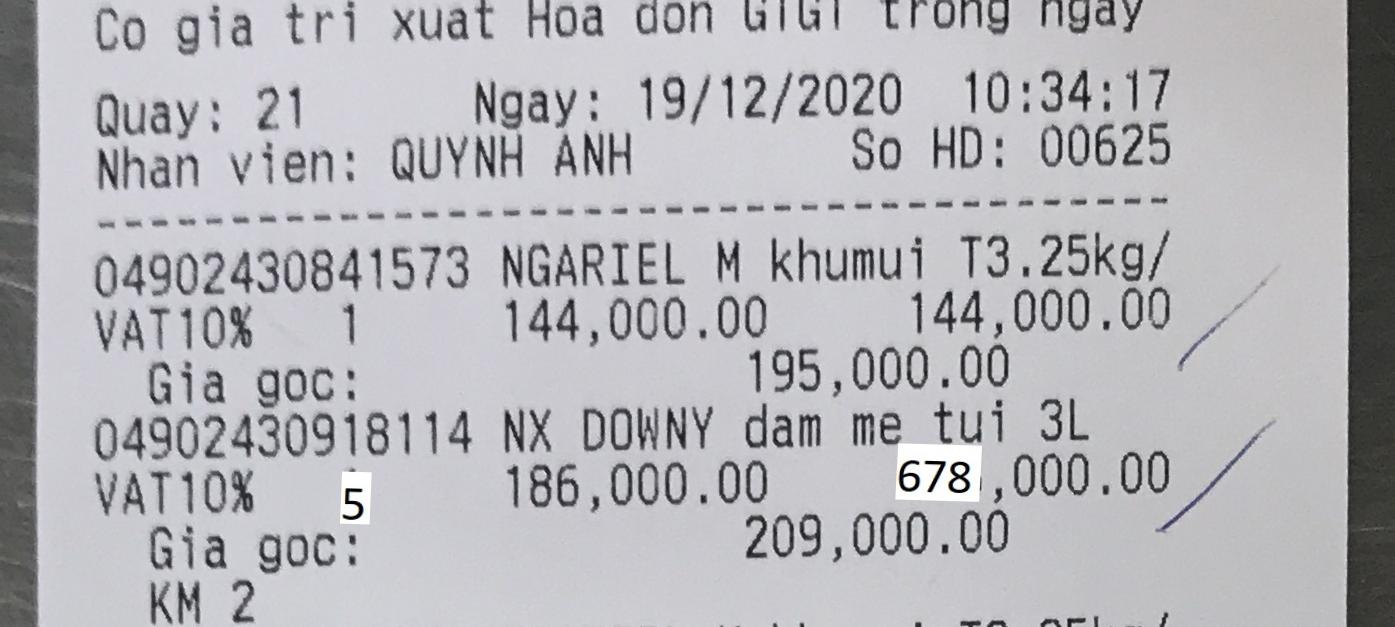 Co gia tri xuat Hoa don GTGT trong ngay
Quay: 21 Ngay: 19/12/2020 10:34:17
Nhan vien: QUYNH ANH So HD: 00625
--------------------------------------------
04902430841573 NGARIEL M khumui T3.25kg/
VAT10% 1 144,000.00 144,000.00
Gia goc: 195,000.00
04902430918114 NX DOWNY dam me tui 3L
VAT10% 5 186,000.00 678,000.00
Gia goc: 209,000.00
KM 2